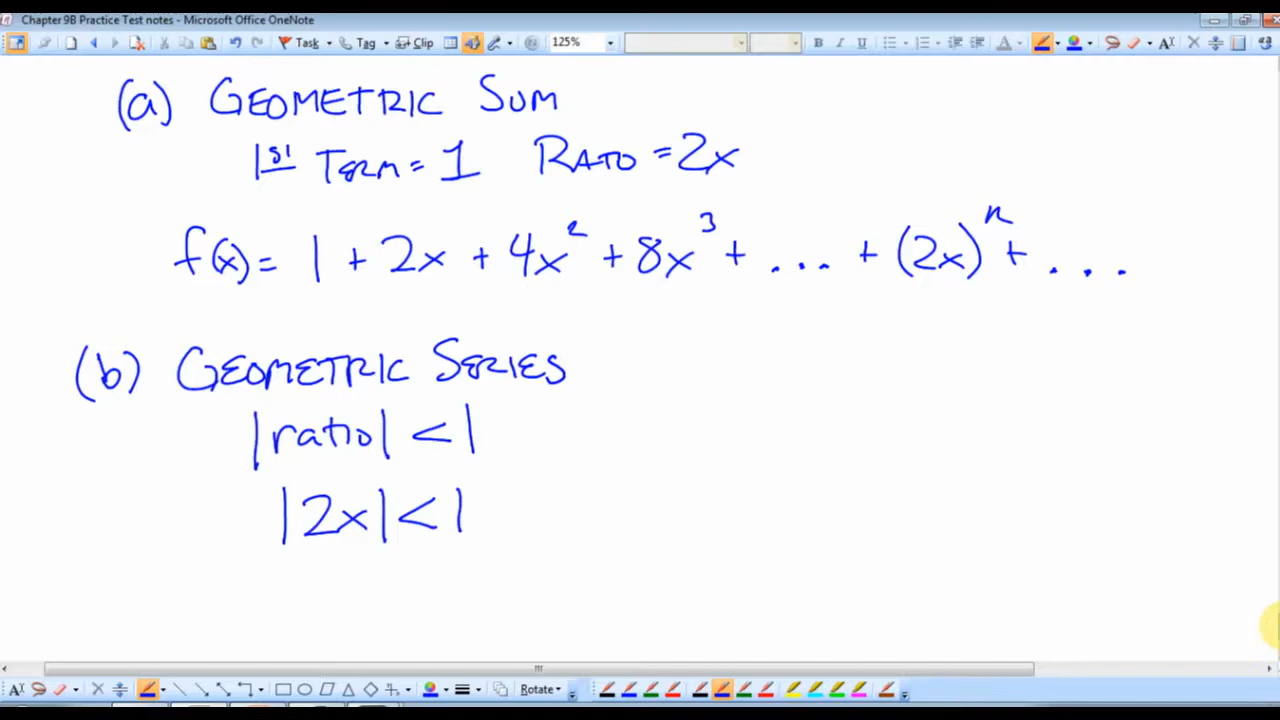 Chapter 9B Practice Test notes - Microsoft Office OneNote
Task Tag Clip 125% B I U
(a) GEOMETRIC SUM
1st TERM = 1 RATO = 2x
f(x) = 1 + 2x + 4x² + 8x³ + ... + (2x)ⁿ + ...
(b) GEOMETRIC SERIES
|ratio| < 1
|2x| < 1
Rotate